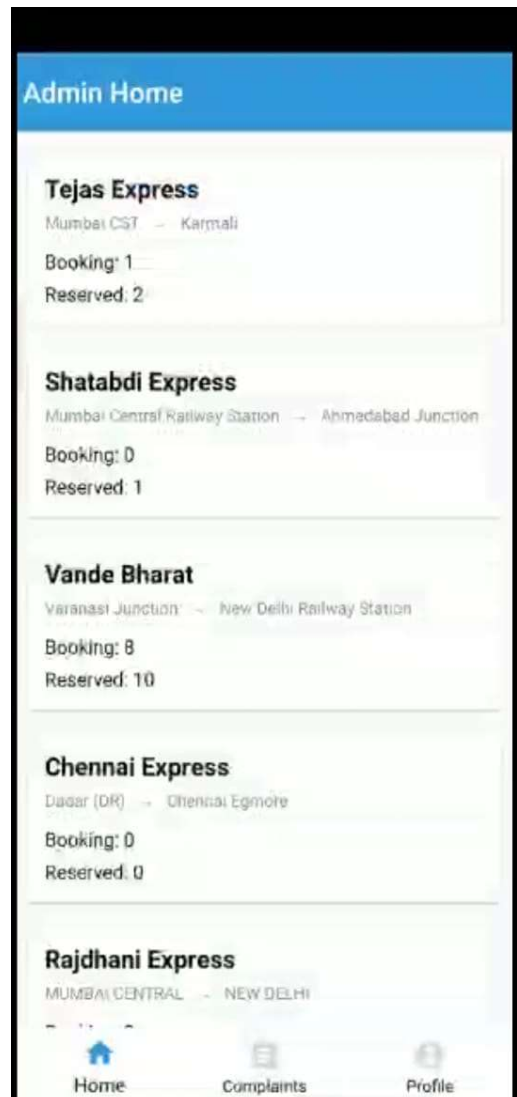 Admin Home
Tejas Express
Mumbai CST → Karmali
Booking: 1
Reserved: 2
Shatabdi Express
Mumbai Central Railway Station → Ahmedabad Junction
Booking: 0
Reserved: 1
Vande Bharat
Varanasi Junction → New Delhi Railway Station
Booking: 8
Reserved: 10
Chennai Express
Dadar (DR) → Chennai Egmore
Booking: 0
Reserved: 0
Rajdhani Express
MUMBAI CENTRAL → NEW DELHI
Home Complaints Profile